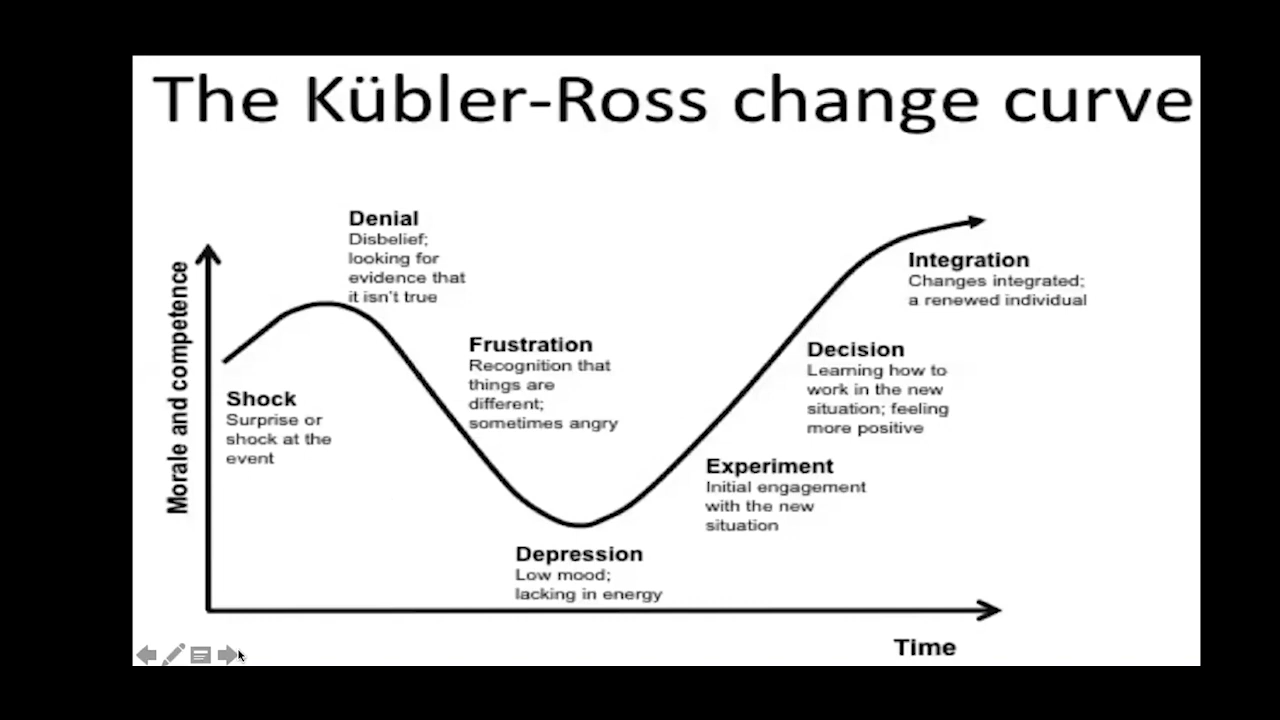 The Kübler-Ross change curve
Denial
Disbelief;
looking for
evidence that
it isn't true
Integration
Changes integrated;
a renewed individual
Morale and competence
Frustration
Recognition that
things are
different;
sometimes angry
Decision
Learning how to
work in the new
situation; feeling
more positive
Shock
Surprise or
shock at the
event
Experiment
Initial engagement
with the new
situation
Depression
Low mood;
lacking in energy
Time